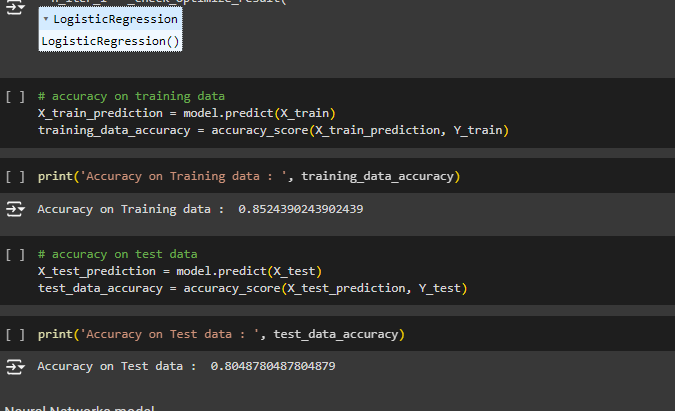 n_iter_i = _check_optimize_result(
▾ LogisticRegression
LogisticRegression()
[ ] # accuracy on training data
X_train_prediction = model.predict(X_train)
training_data_accuracy = accuracy_score(X_train_prediction, Y_train)
[ ] print('Accuracy on Training data : ', training_data_accuracy)
Accuracy on Training data :  0.8524390243902439
[ ] # accuracy on test data
X_test_prediction = model.predict(X_test)
test_data_accuracy = accuracy_score(X_test_prediction, Y_test)
[ ] print('Accuracy on Test data : ', test_data_accuracy)
Accuracy on Test data :  0.8048780487804879
Neural Networks model